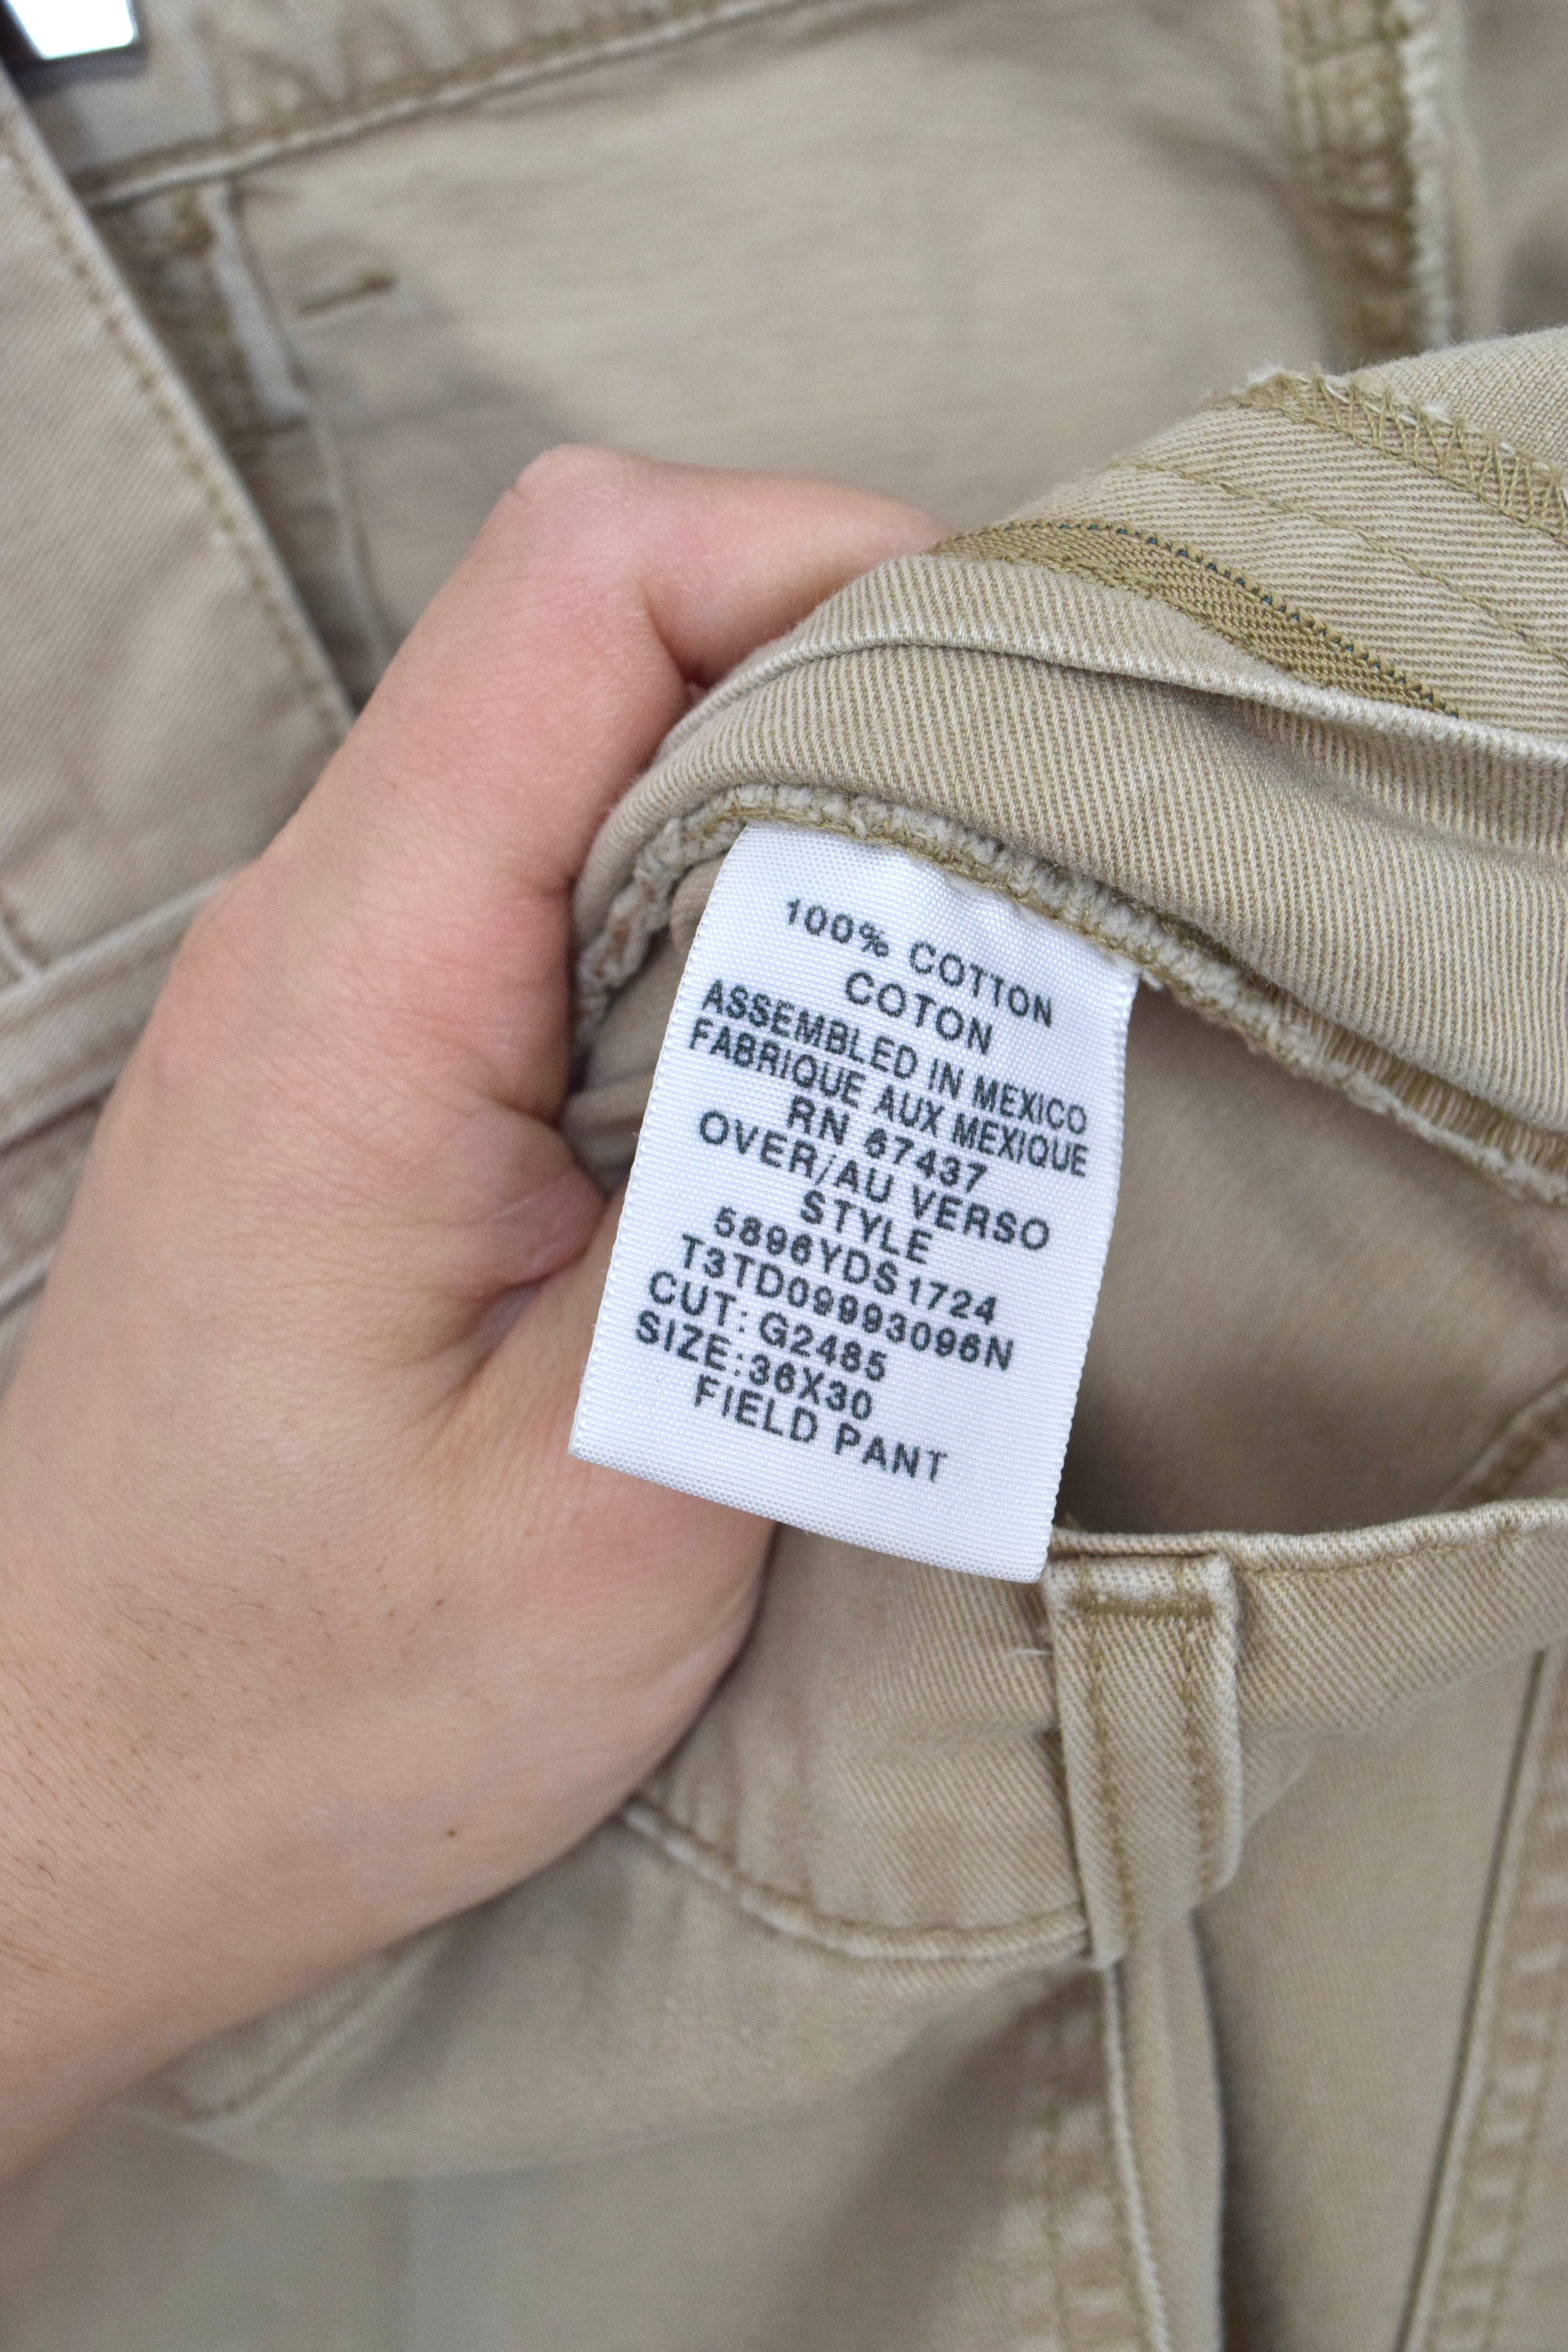 100% COTTON
COTON
ASSEMBLED IN MEXICO
FABRIQUE AUX MEXIQUE
RN 67437
OVER/AU VERSO
STYLE
5896YDS1724
T3TD09993096N
CUT: G2485
SIZE:36X30
FIELD PANT